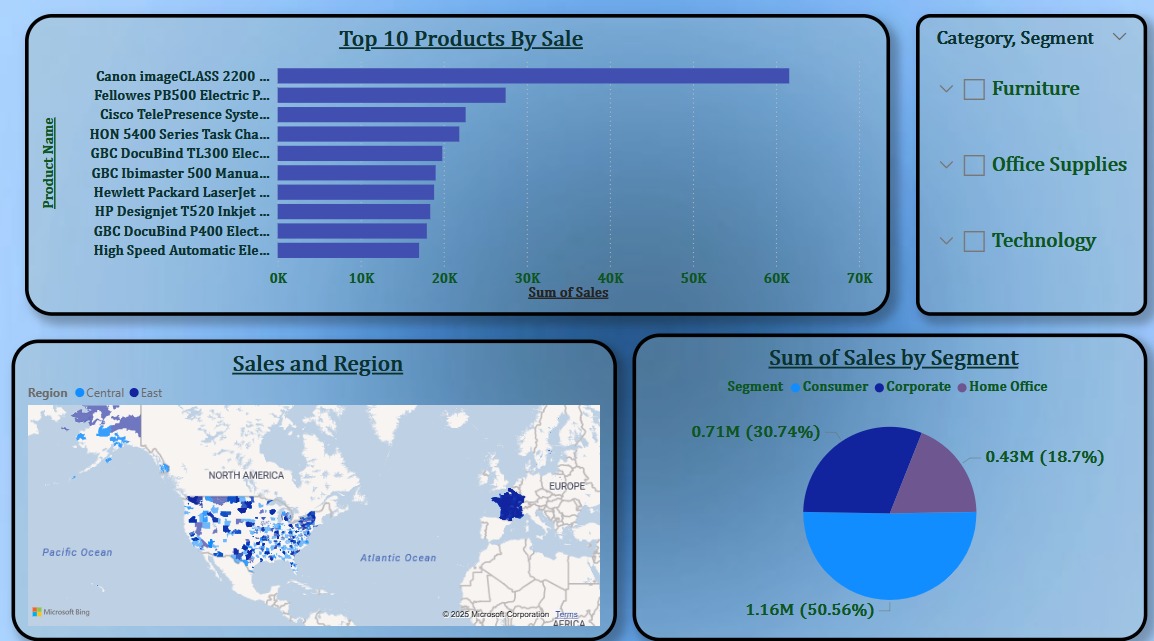 Top 10 Products By Sale
Product Name
Canon imageCLASS 2200 ...
Fellowes PB500 Electric P...
Cisco TelePresence Syste...
HON 5400 Series Task Cha...
GBC DocuBind TL300 Elec...
GBC Ibimaster 500 Manua...
Hewlett Packard LaserJet ...
HP Designjet T520 Inkjet ...
GBC DocuBind P400 Elect...
High Speed Automatic Ele...
0K 10K 20K 30K 40K 50K 60K 70K
Sum of Sales
Category, Segment
Furniture
Office Supplies
Technology
Sales and Region
Region Central East
NORTH AMERICA
EUROPE
Pacific Ocean
Atlantic Ocean
Microsoft Bing
© 2025 Microsoft Corporation Terms
AFRICA
Sum of Sales by Segment
Segment Consumer Corporate Home Office
0.71M (30.74%)
0.43M (18.7%)
1.16M (50.56%)